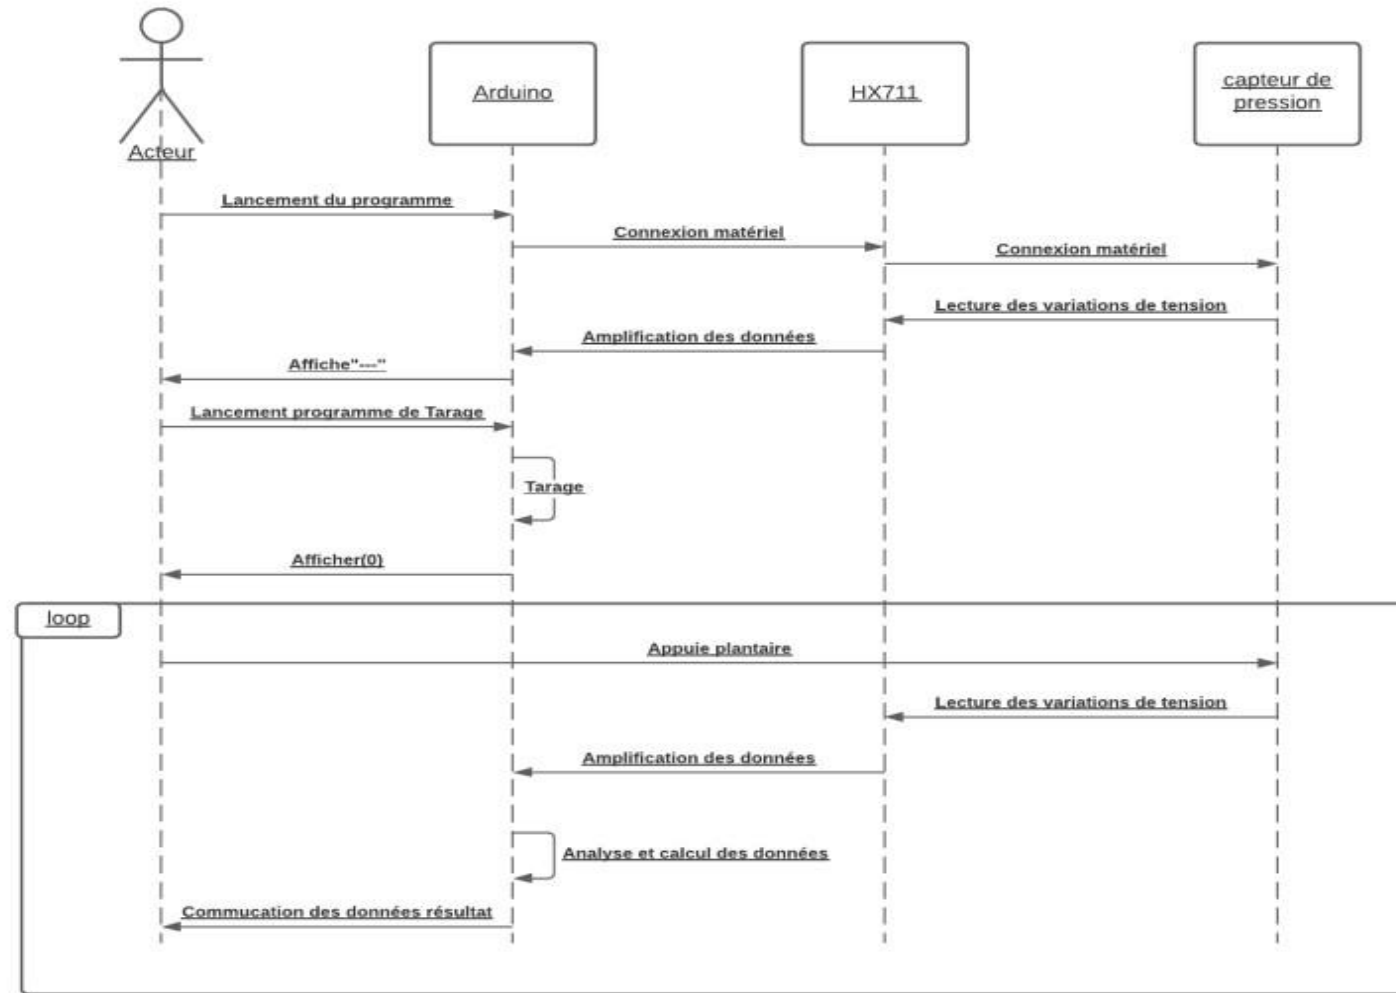 Acteur
Arduino
HX711
capteur de
pression
Lancement du programme
Connexion matériel
Connexion matériel
Lecture des variations de tension
Amplification des données
Affiche"---"
Lancement programme de Tarage
Tarage
Afficher(0)
loop
Appuie plantaire
Lecture des variations de tension
Amplification des données
Analyse et calcul des données
Commucation des données résultat